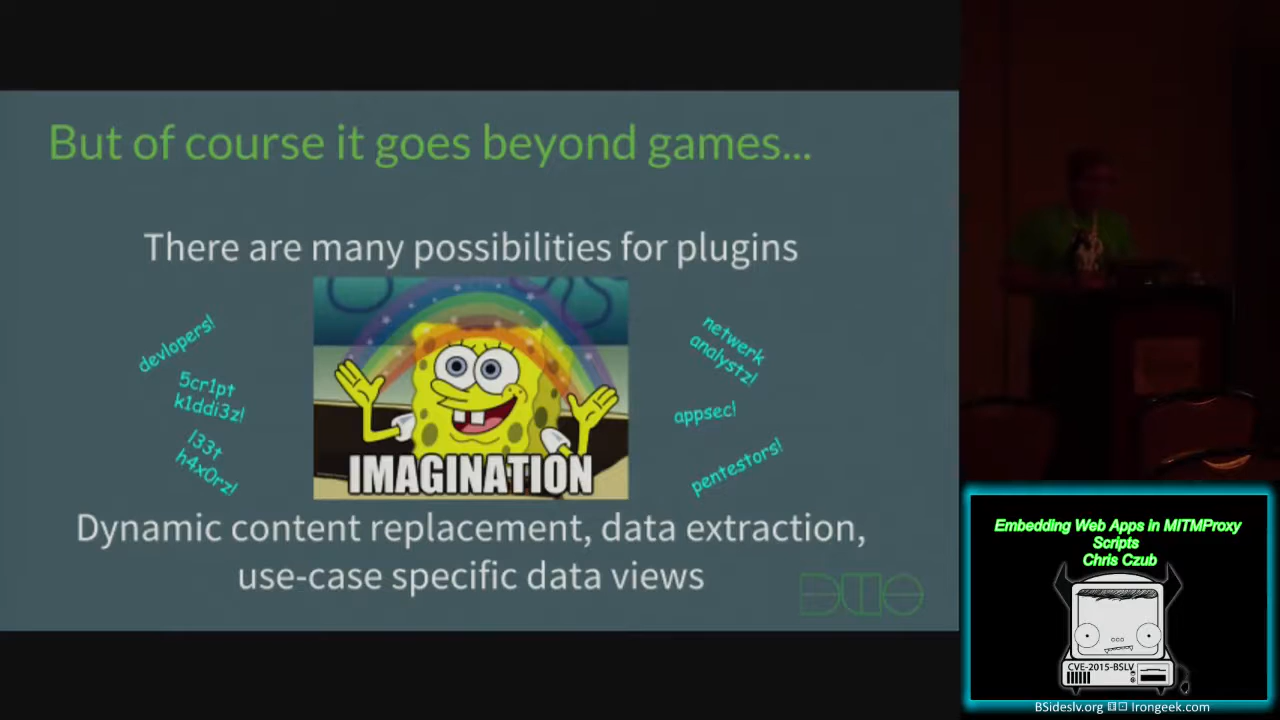 But of course it goes beyond games...
There are many possibilities for plugins
devlopers!
5cr1pt
k1ddi3z!
l33t
h4x0rz!
IMAGINATION
netwerk
analystz!
appsec!
pentestors!
Dynamic content replacement, data extraction,
use-case specific data views
DUO
Embedding Web Apps in MITMProxy
Scripts
Chris Czub
CVE-2015-BSLV
BSideslv.org
Irongeek.com